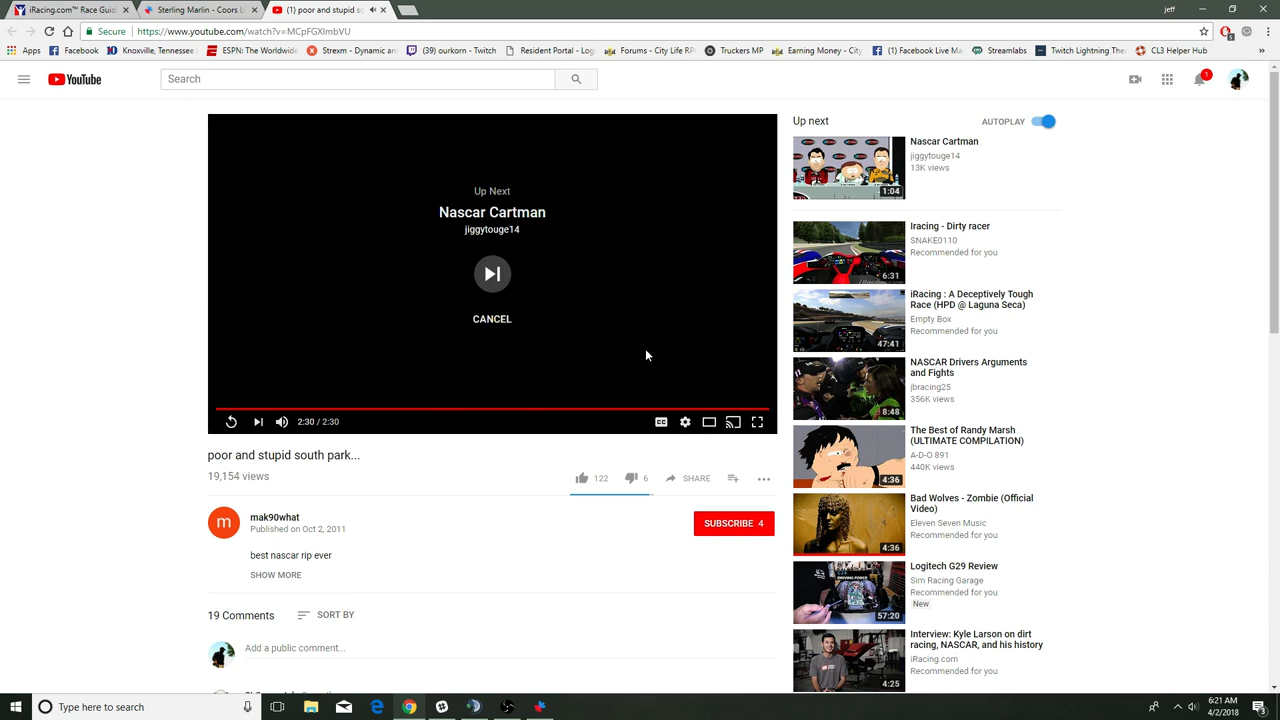 iRacing.com™ Race Guid
Sterling Marlin - Coors Li
(1) poor and stupid so
jeff
Secure
https://www.youtube.com/watch?v=MCpFGXImbVU
Apps
Facebook
10 Knoxville, Tennessee
ESPN: The Worldwide
Strexm - Dynamic and
(39) ourkorn - Twitch
Resident Portal - Log
Forums - City Life RP
Truckers MP
Earning Money - City
(1) Facebook Live Ma
Streamlabs
Twitch Lightning The
CL3 Helper Hub
YouTube
Search
1
Up Next
Nascar Cartman
jiggytouge14
CANCEL
2:30 / 2:30
poor and stupid south park...
19,154 views
122
6
SHARE
mak90what
Published on Oct 2, 2011
SUBSCRIBE 4
best nascar rip ever
SHOW MORE
19 Comments
SORT BY
Add a public comment...
Up next
AUTOPLAY
Nascar Cartman
jiggytouge14
13K views
1:04
Iracing - Dirty racer
SNAKE0110
Recommended for you
6:31
iRacing : A Deceptively Tough
Race (HPD @ Laguna Seca)
Empty Box
Recommended for you
47:41
NASCAR Drivers Arguments
and Fights
jbracing25
356K views
8:48
The Best of Randy Marsh
(ULTIMATE COMPILATION)
A-D-O 891
440K views
4:36
Bad Wolves - Zombie (Official
Video)
Eleven Seven Music
Recommended for you
4:36
Logitech G29 Review
Sim Racing Garage
Recommended for you
New
57:20
Interview: Kyle Larson on dirt
racing, NASCAR, and his history
iRacing.com
Recommended for you
4:25
Type here to search
6:21 AM
4/2/2018
3